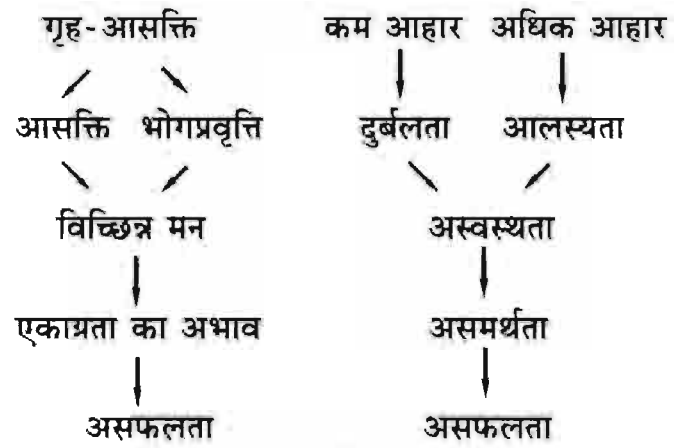 गृह-आसक्ति
आसक्ति भोगप्रवृत्ति
विच्छिन्न मन
एकाग्रता का अभाव
असफलता
कम आहार अधिक आहार
दुर्बलता आलस्यता
अस्वस्थता
असमर्थता
असफलता